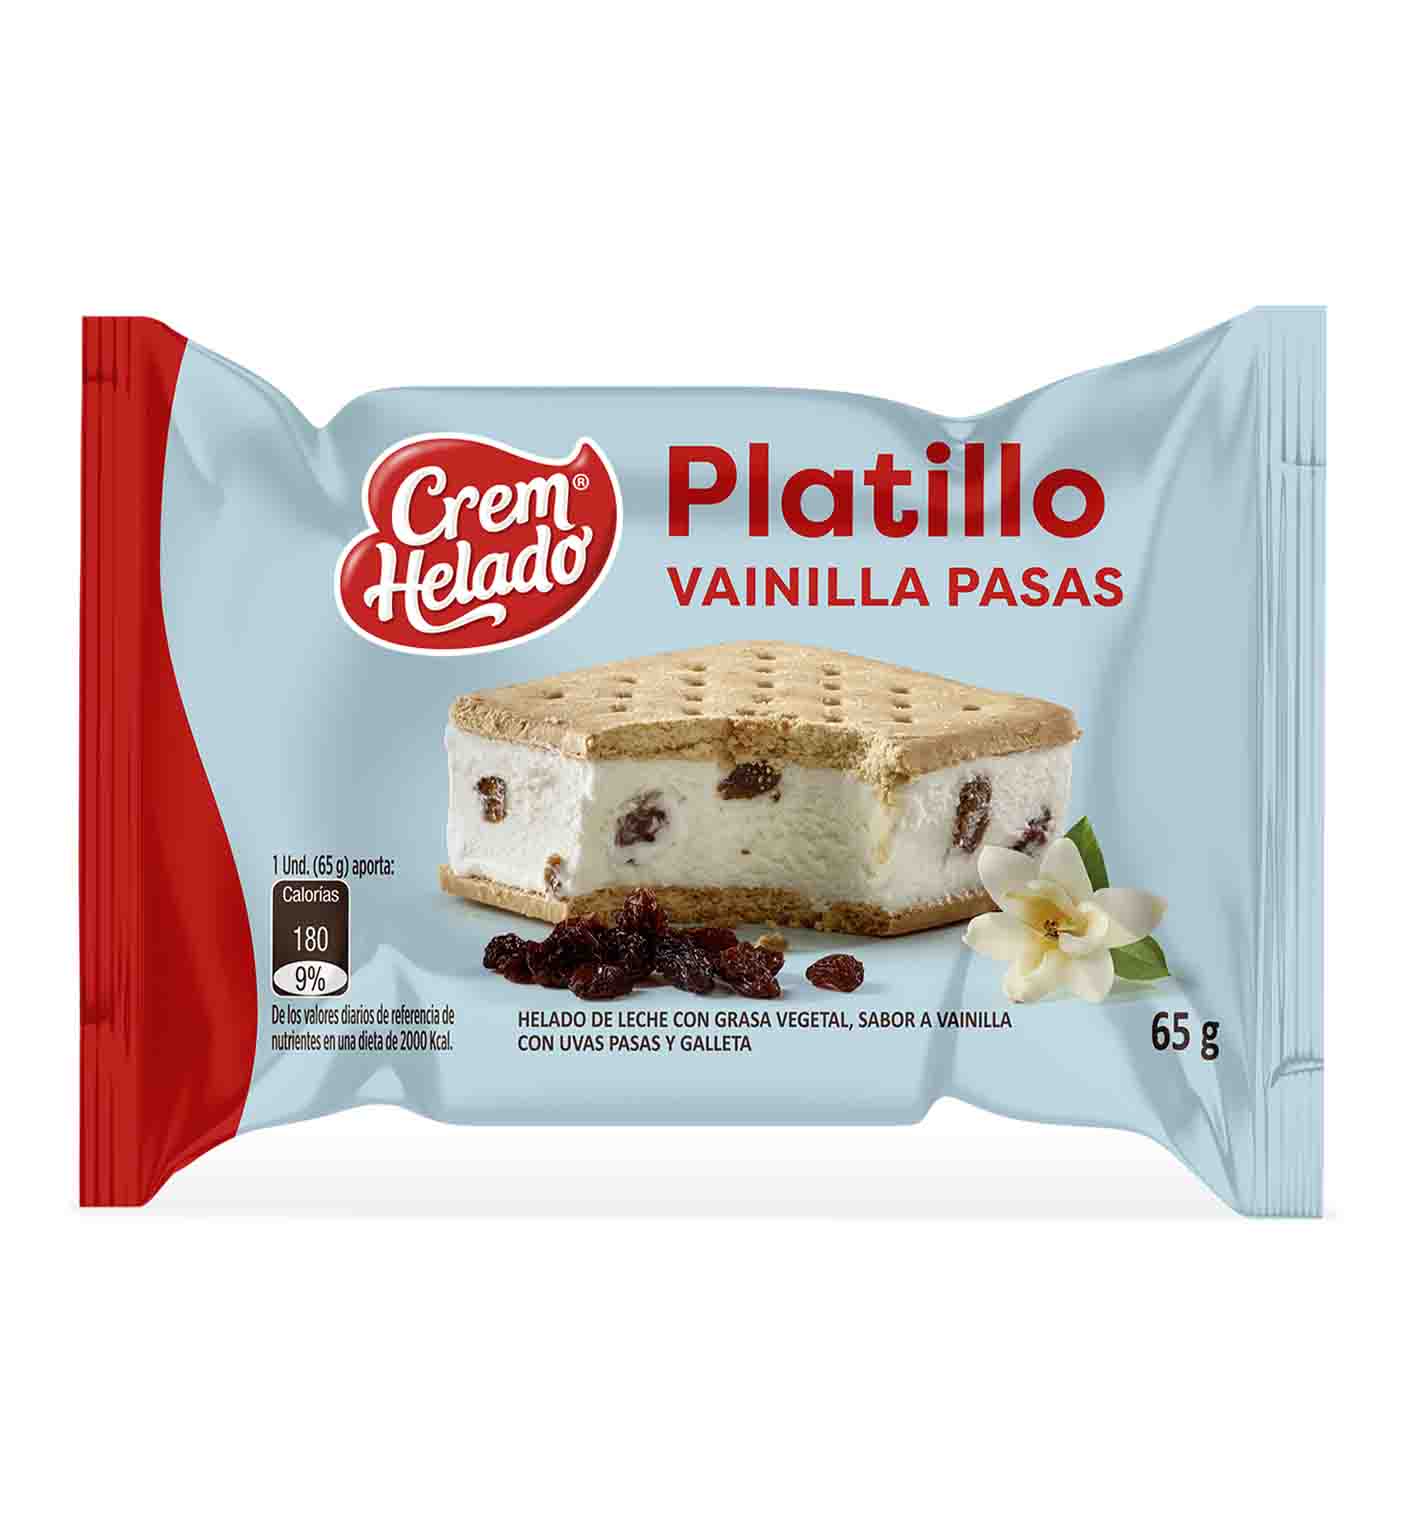 Crem®
Helado
Platillo
VAINILLA PASAS
1 Und. (65 g) aporta:
Calorías
180
9%
De los valores diarios de referencia de
nutrientes en una dieta de 2000 Kcal.
HELADO DE LECHE CON GRASA VEGETAL, SABOR A VAINILLA
CON UVAS PASAS Y GALLETA
65 g